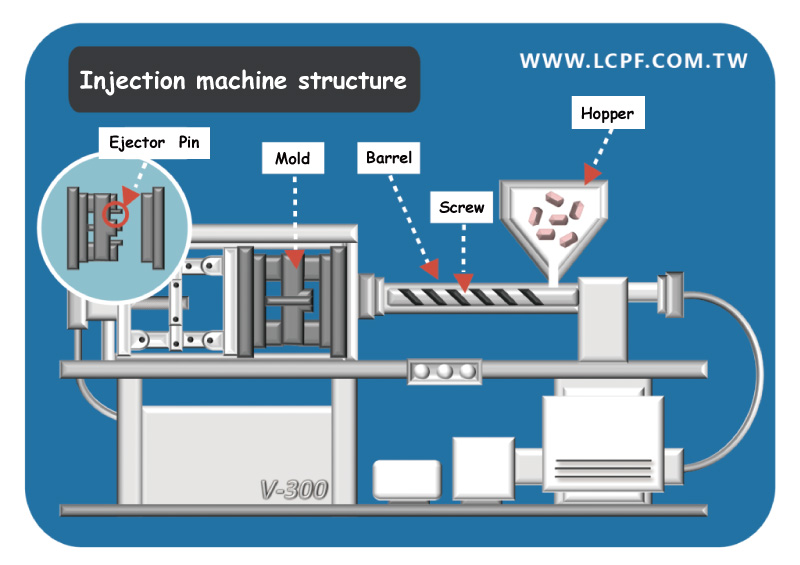 WWW.LCPF.COM.TW
Injection machine structure
Hopper
Ejector Pin
Mold
Barrel
Screw
V-300